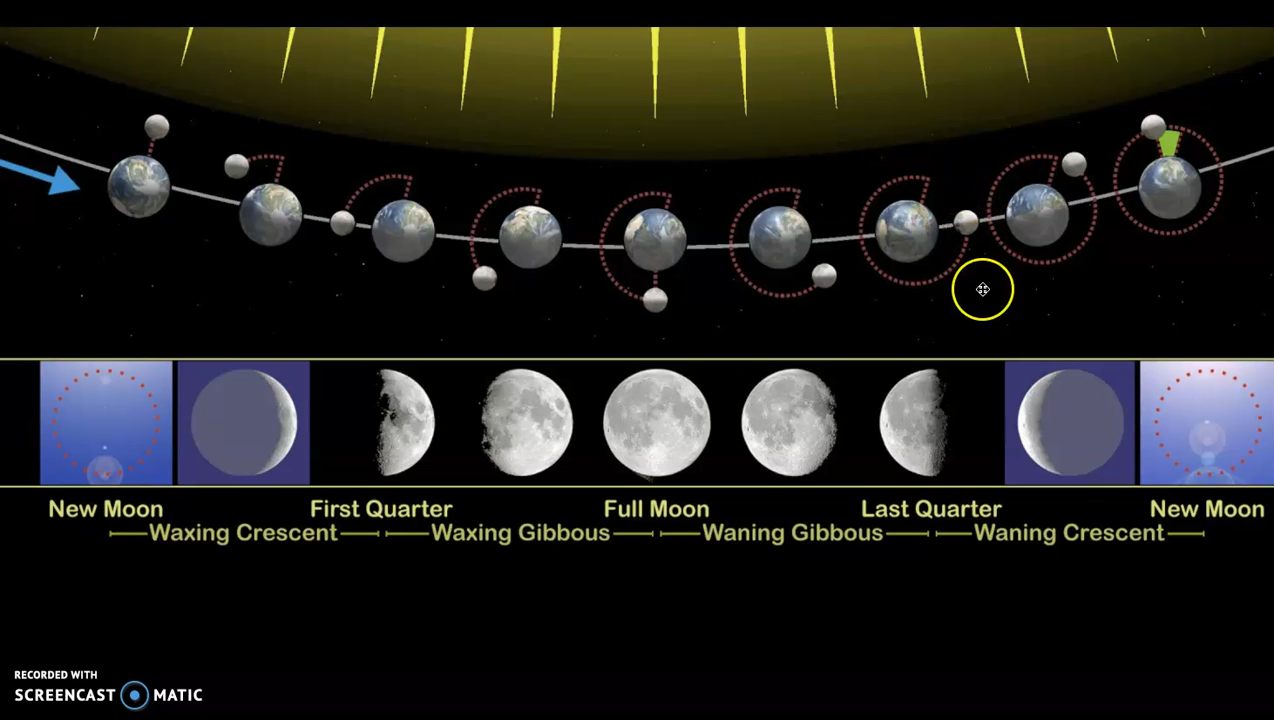 New Moon First Quarter Full Moon Last Quarter New Moon
Waxing Crescent Waxing Gibbous Waning Gibbous Waning Crescent
RECORDED WITH
SCREENCAST MATIC